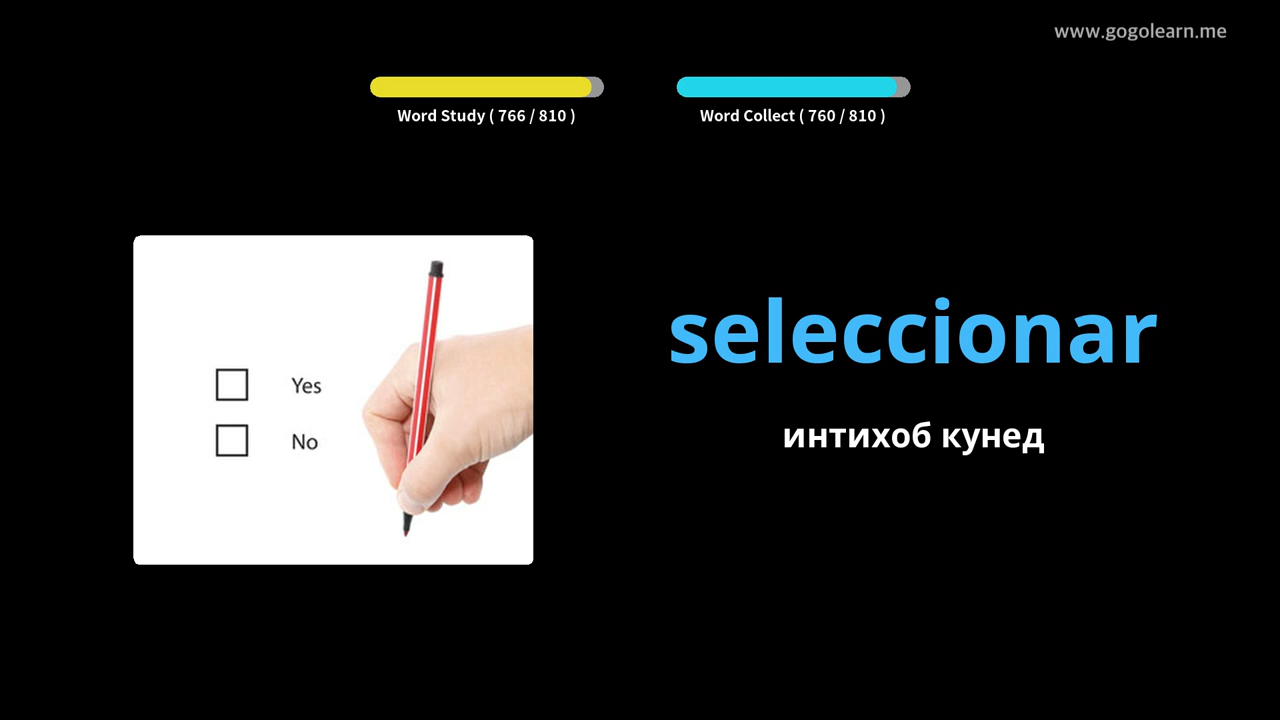 www.gogolearn.me
Word Study ( 766 / 810 )
Word Collect ( 760 / 810 )
Yes
No
seleccionar
интихоб кунед